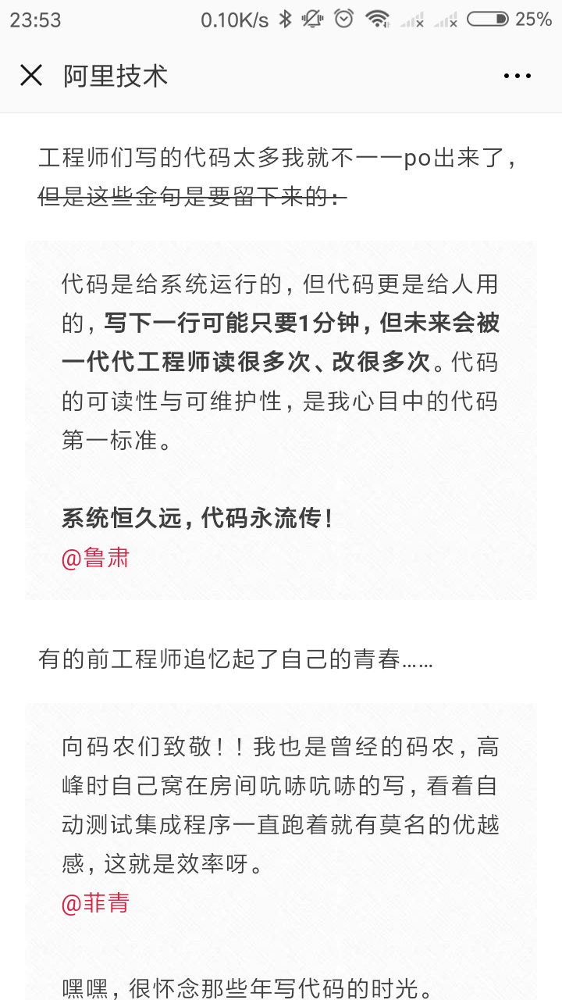 23:53 0.10K/s 25%
阿里技术
工程师们写的代码太多我就不一一po出来了，
但是这些金句是要留下来的：
代码是给系统运行的，但代码更是给人用
的，写下一行可能只要1分钟，但未来会被
一代代工程师读很多次、改很多次。代码
的可读性与可维护性，是我心目中的代码
第一标准。
系统恒久远，代码永流传！
@鲁肃
有的前工程师追忆起了自己的青春……
向码农们致敬！！我也是曾经的码农，高
峰时自己窝在房间吭哧吭哧的写，看着自
动测试集成程序一直跑着就有莫名的优越
感，这就是效率呀。
@菲青
嘿嘿，很怀念那些年写代码的时光。